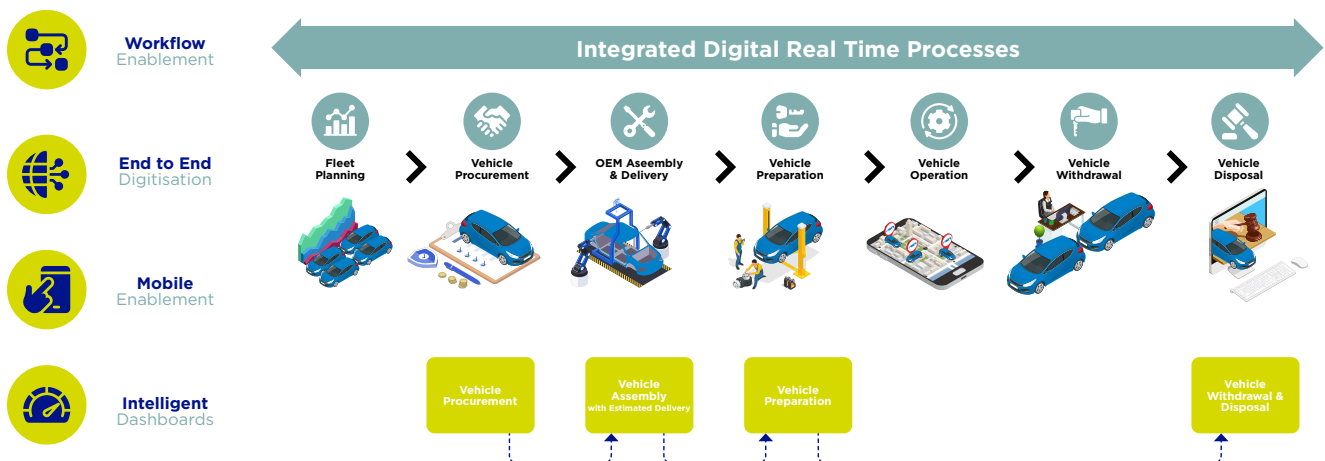 Workflow
Enablement
End to End
Digitisation
Mobile
Enablement
Intelligent
Dashboards
Integrated Digital Real Time Processes
Fleet
Planning
Vehicle
Procurement
OEM Aseembly
& Delivery
Vehicle
Preparation
Vehicle
Operation
Vehicle
Withdrawal
Vehicle
Disposal
Vehicle
Procurement
Vehicle
Assembly
with Estimated Delivery
Vehicle
Preparation
Vehicle
Withdrawal &
Disposal